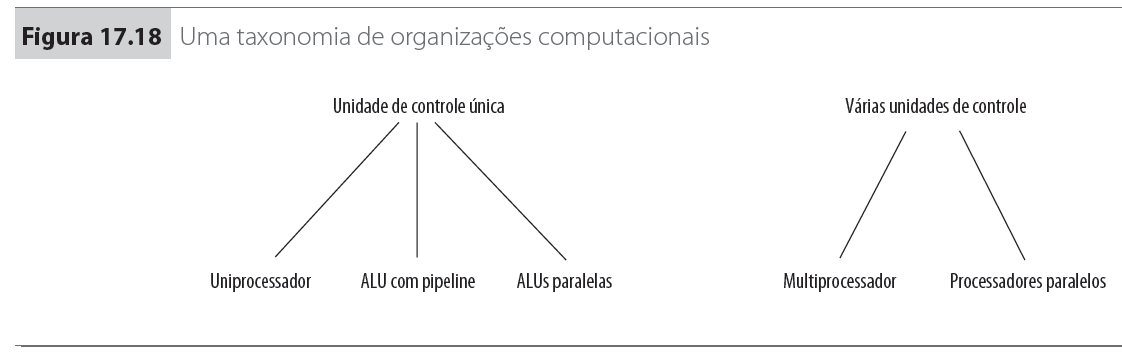 Figura 17.18 Uma taxonomia de organizações computacionais
Unidade de controle única Várias unidades de controle
Uniprocessador ALU com pipeline ALUs paralelas Multiprocessador Processadores paralelos